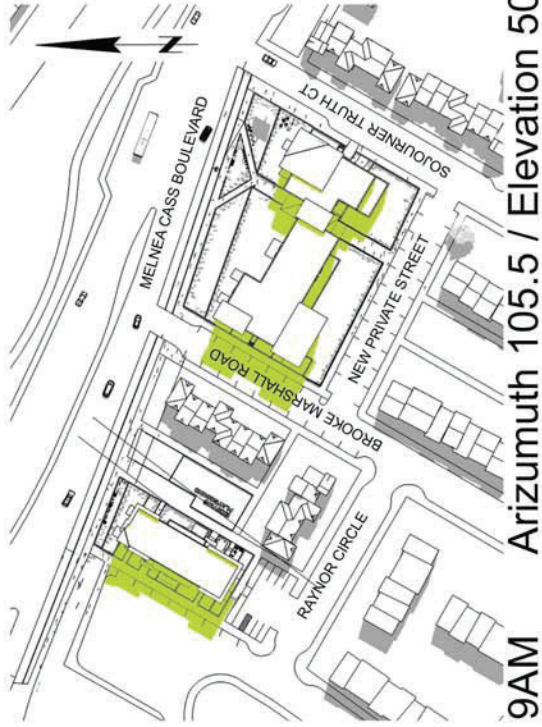 N
MELNEA CASS BOULEVARD
SOJOURNER TRUTH CT
BROOKE MARSHALL ROAD
NEW PRIVATE STREET
RAYNOR CIRCLE
9AM Arizumuth 105.5 / Elevation 50